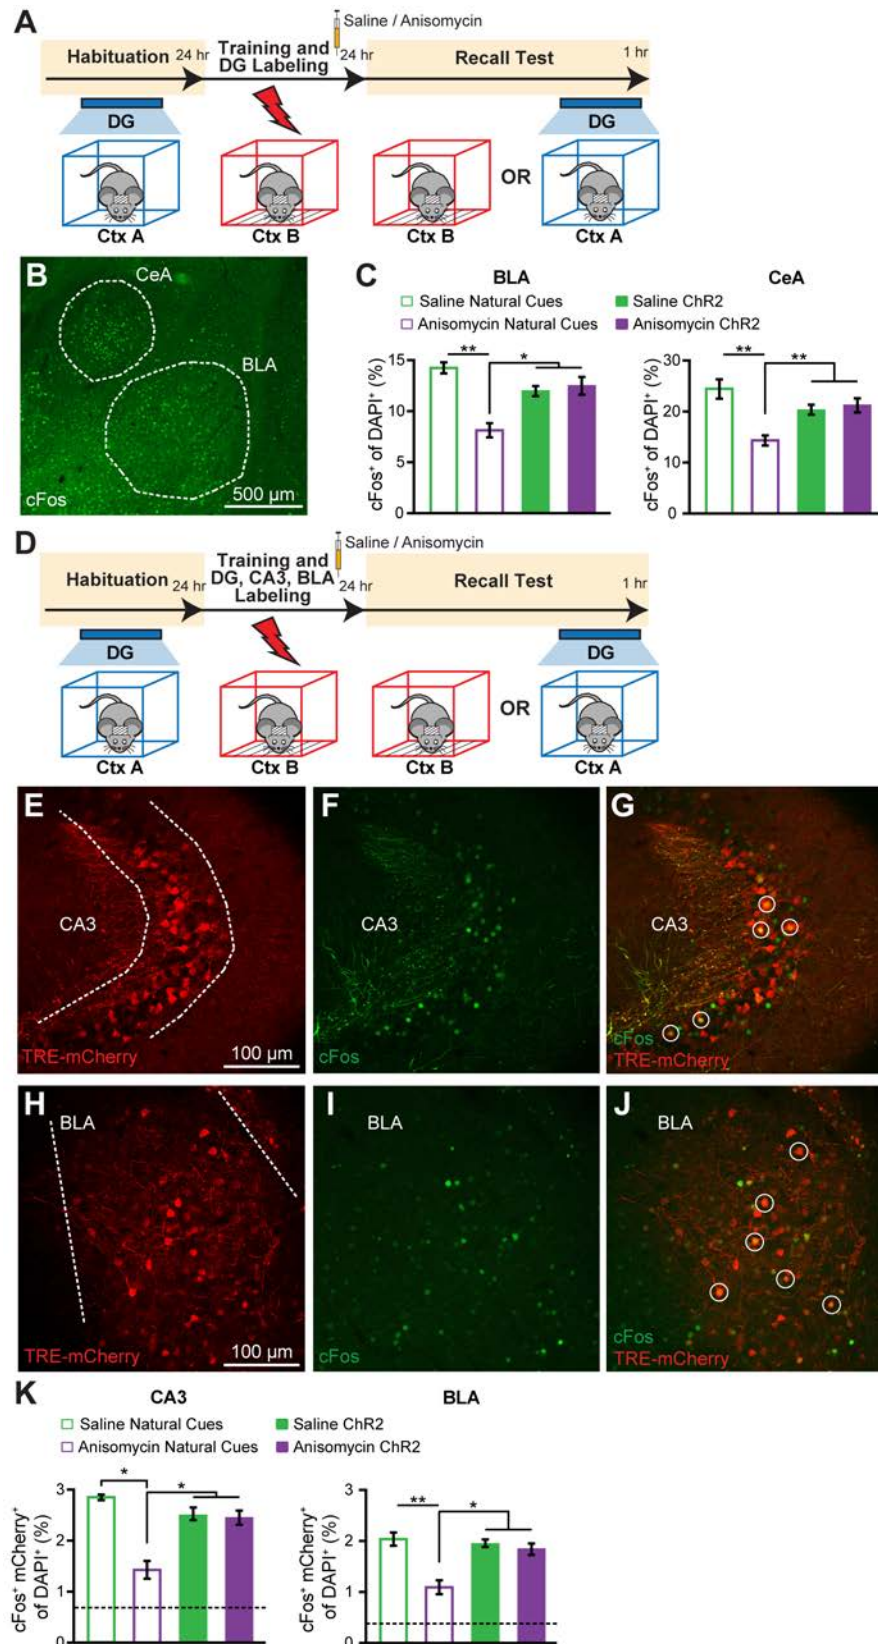 A
Saline / Anisomycin
Habituation
24 hr
Training and
DG Labeling
24 hr
Recall Test
1 hr
DG
DG
OR
Ctx A
Ctx B
Ctx B
Ctx A
B
CeA
BLA
cFos
500 µm
C
BLA
CeA
Saline Natural Cues
Saline ChR2
Anisomycin Natural Cues
Anisomycin ChR2
cFos+ of DAPI+ (%)
15
10
5
0
**
*
cFos+ of DAPI+ (%)
30
20
10
0
**
**
D
Saline / Anisomycin
Habituation
24 hr
Training and
DG, CA3, BLA
Labeling
24 hr
Recall Test
1 hr
DG
DG
OR
Ctx A
Ctx B
Ctx B
Ctx A
E
CA3
TRE-mCherry
100 µm
F
cFos
G
CA3
cFos
TRE-mCherry
H
BLA
TRE-mCherry
100 µm
I
BLA
cFos
J
BLA
cFos
TRE-mCherry
K
CA3
BLA
Saline Natural Cues
Saline ChR2
Anisomycin Natural Cues
Anisomycin ChR2
cFos+ mCherry+
of DAPI+ (%)
3
2
1
0
*
*
cFos+ mCherry+
of DAPI+ (%)
3
2
1
0
**
*